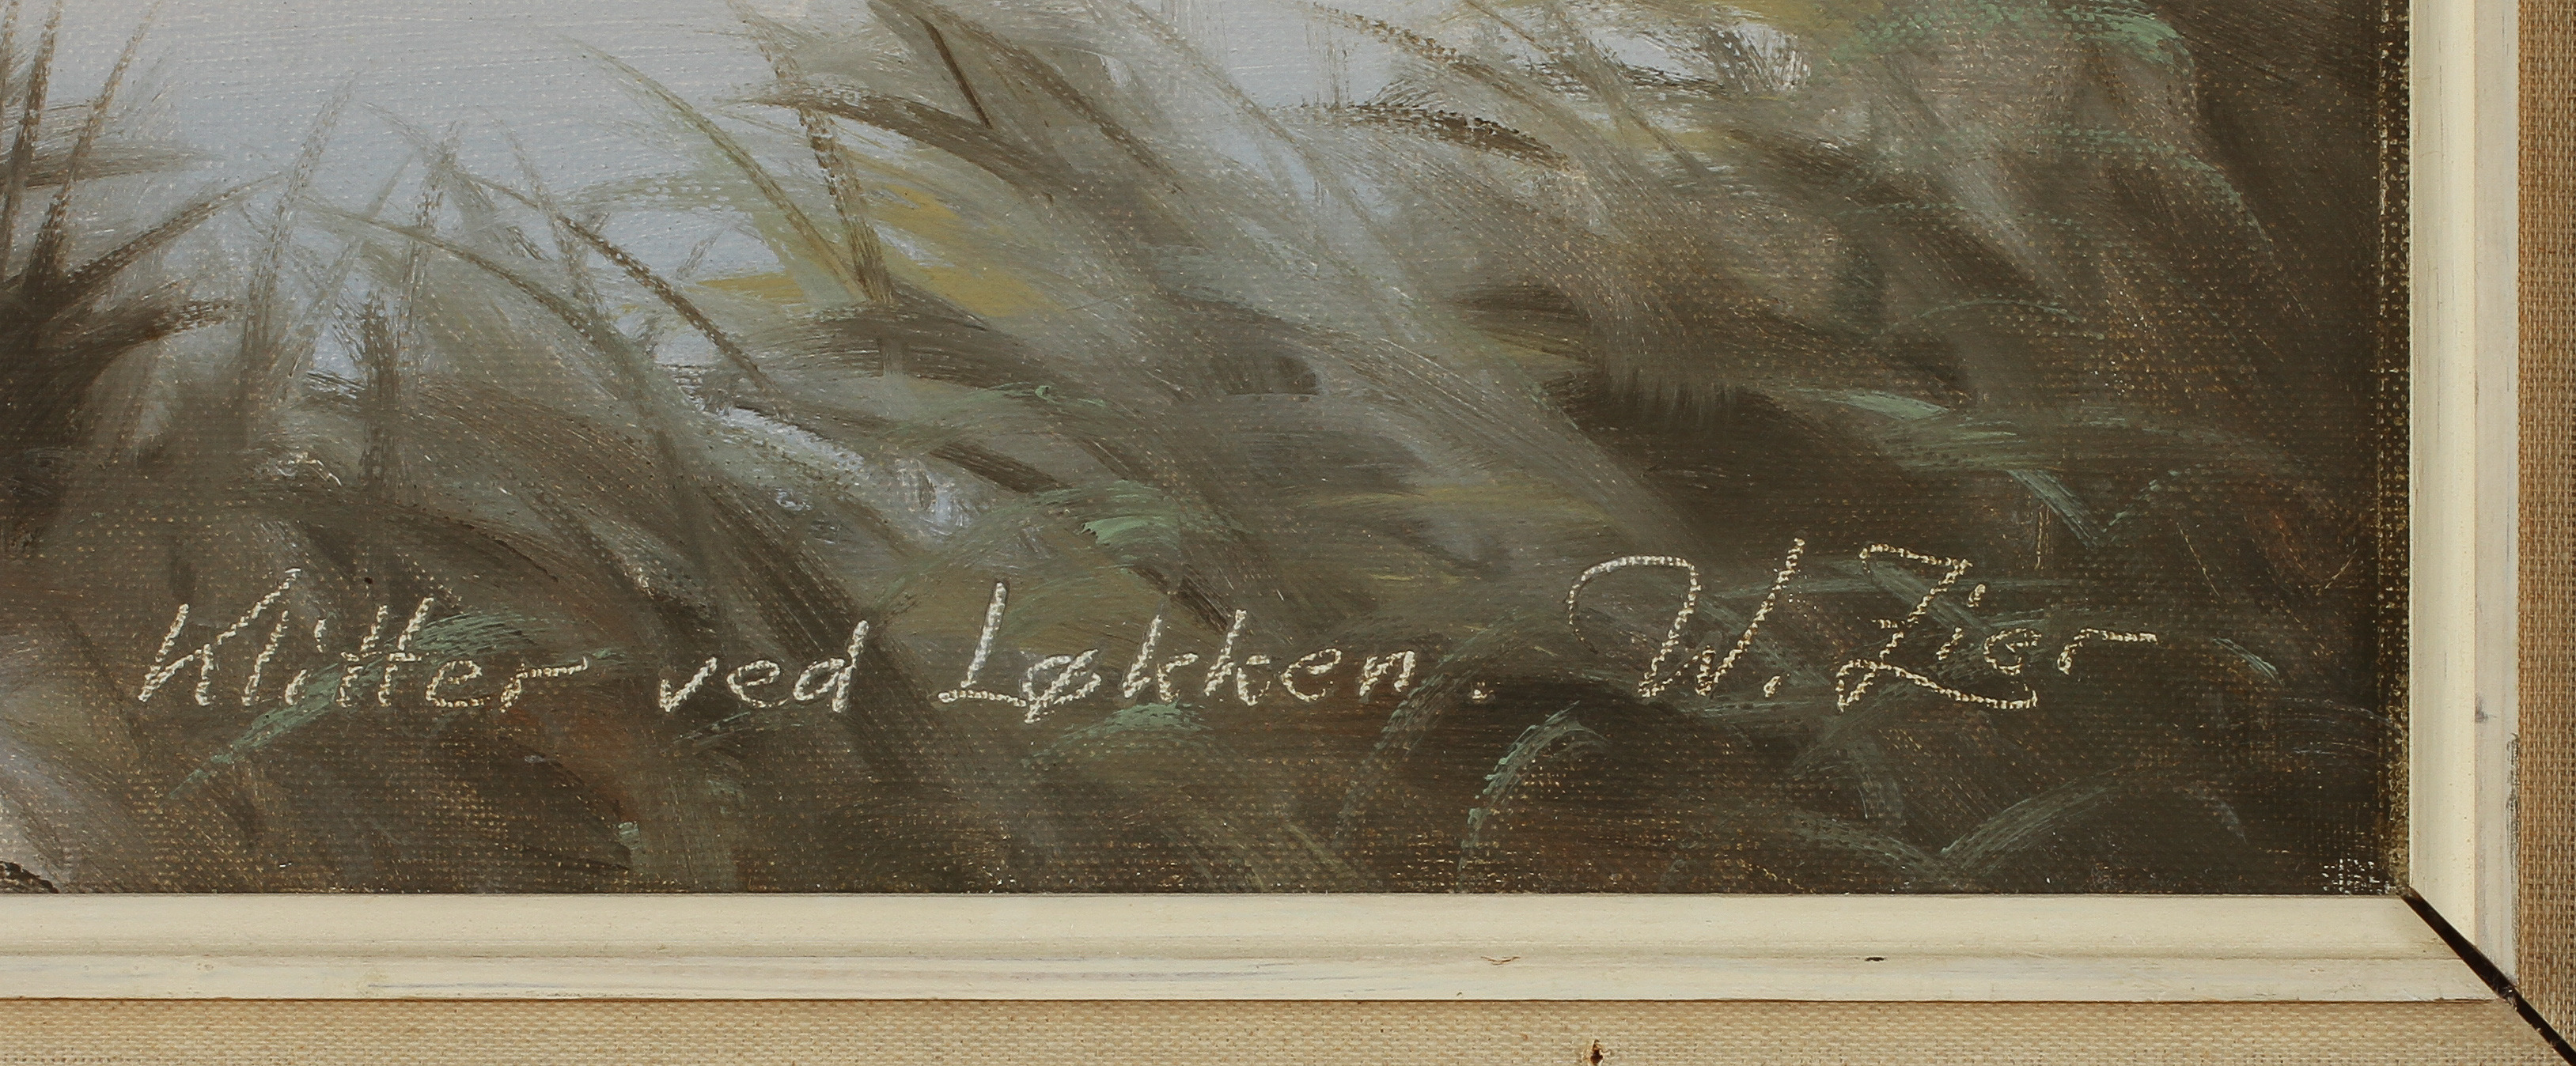 Klitter ved Løkken. W. Zier